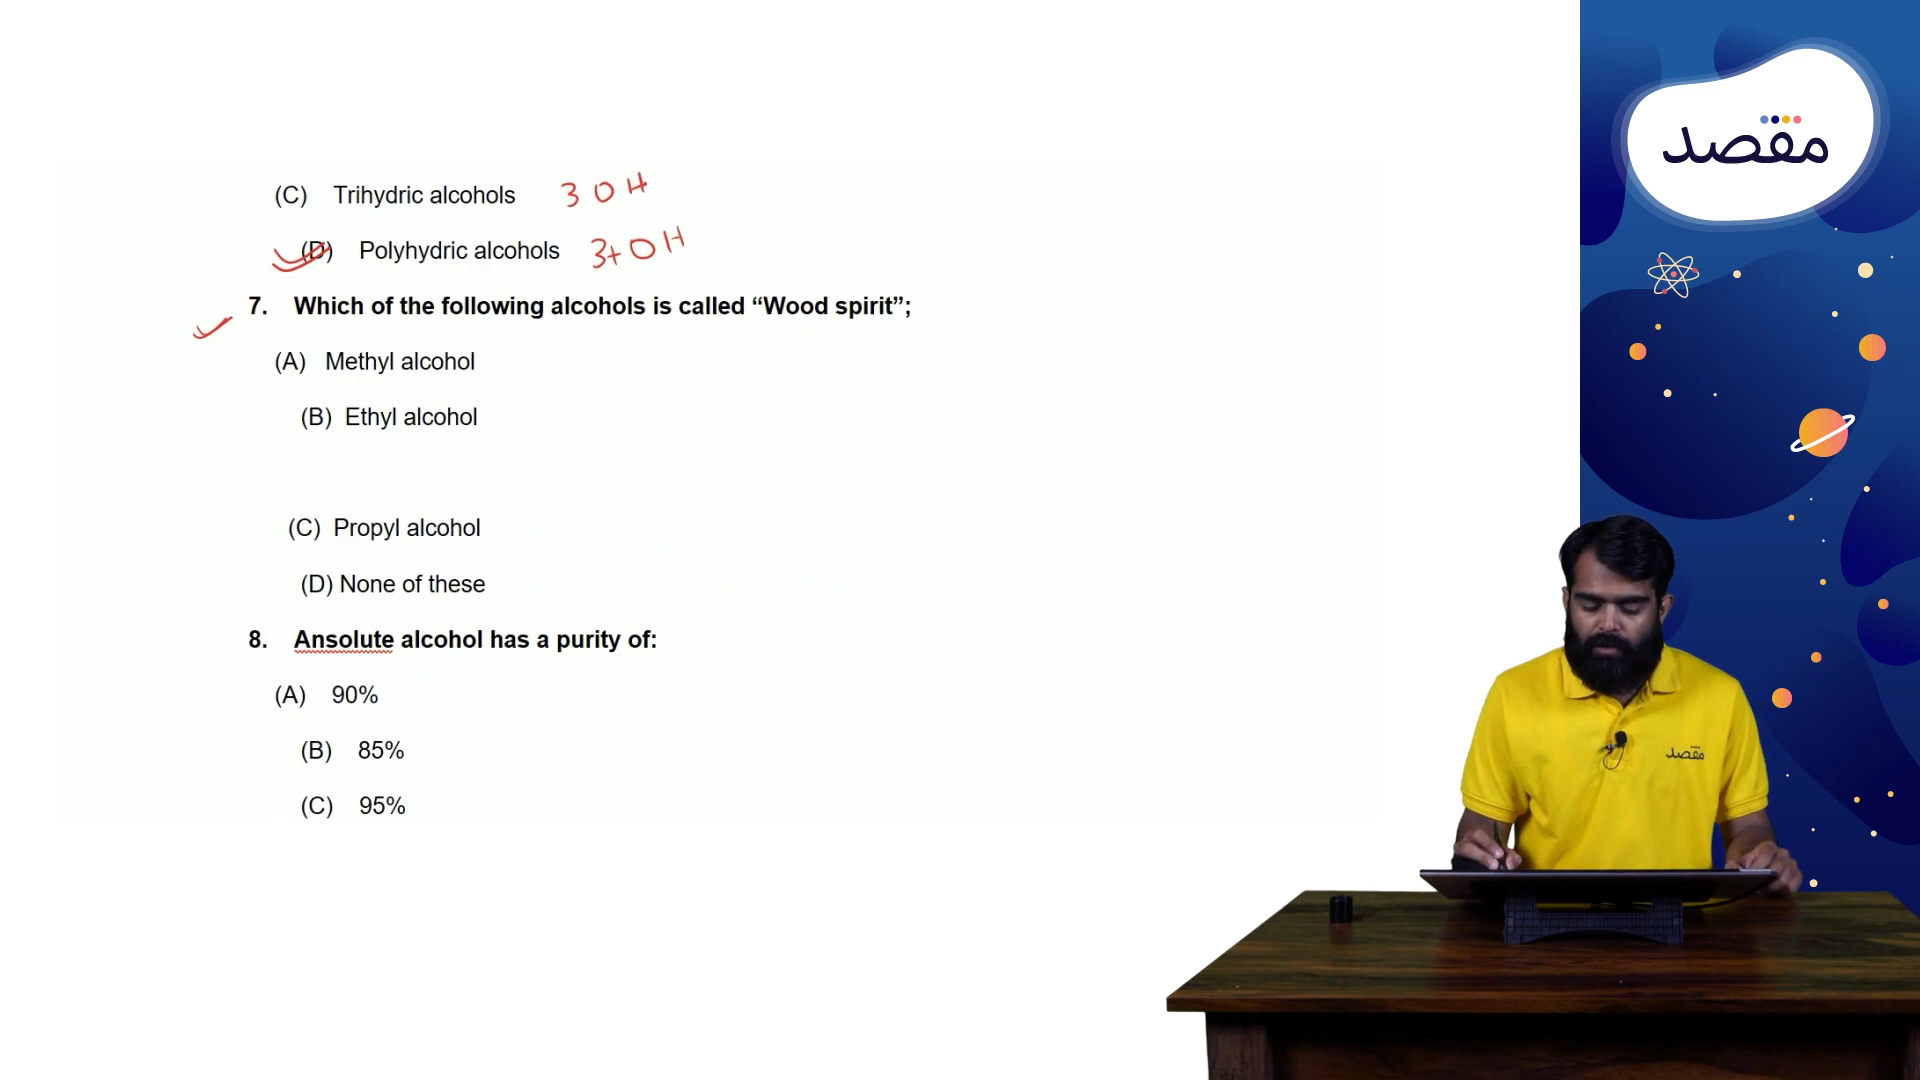 (C) Trihydric alcohols 3 OH
(D) Polyhydric alcohols 3+ OH
7. Which of the following alcohols is called “Wood spirit”;
(A) Methyl alcohol
(B) Ethyl alcohol
(C) Propyl alcohol
(D) None of these
8. Ansolute alcohol has a purity of:
(A) 90%
(B) 85%
(C) 95%
مقصد
مقصد